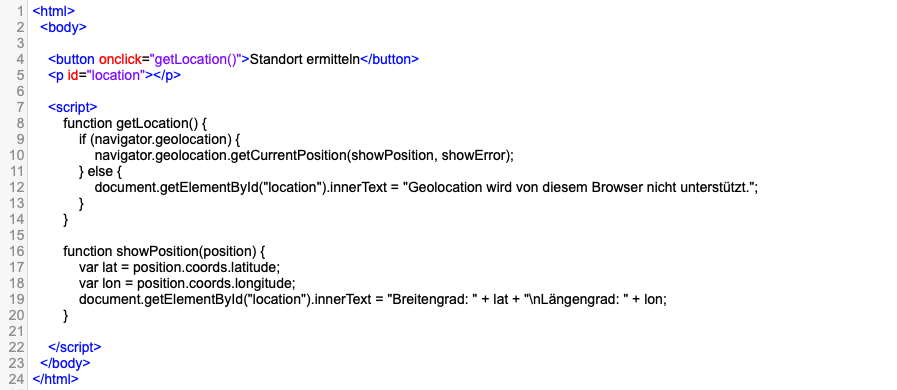 1 <html>
2 <body>
3
4 <button onclick="getLocation()">Standort ermitteln</button>
5 <p id="location"></p>
6
7 <script>
8 function getLocation() {
9 if (navigator.geolocation) {
10 navigator.geolocation.getCurrentPosition(showPosition, showError);
11 } else {
12 document.getElementById("location").innerText = "Geolocation wird von diesem Browser nicht unterstützt.";
13 }
14 }
15
16 function showPosition(position) {
17 var lat = position.coords.latitude;
18 var lon = position.coords.longitude;
19 document.getElementById("location").innerText = "Breitengrad: " + lat + "\nLängengrad: " + lon;
20 }
21
22 </script>
23 </body>
24 </html>